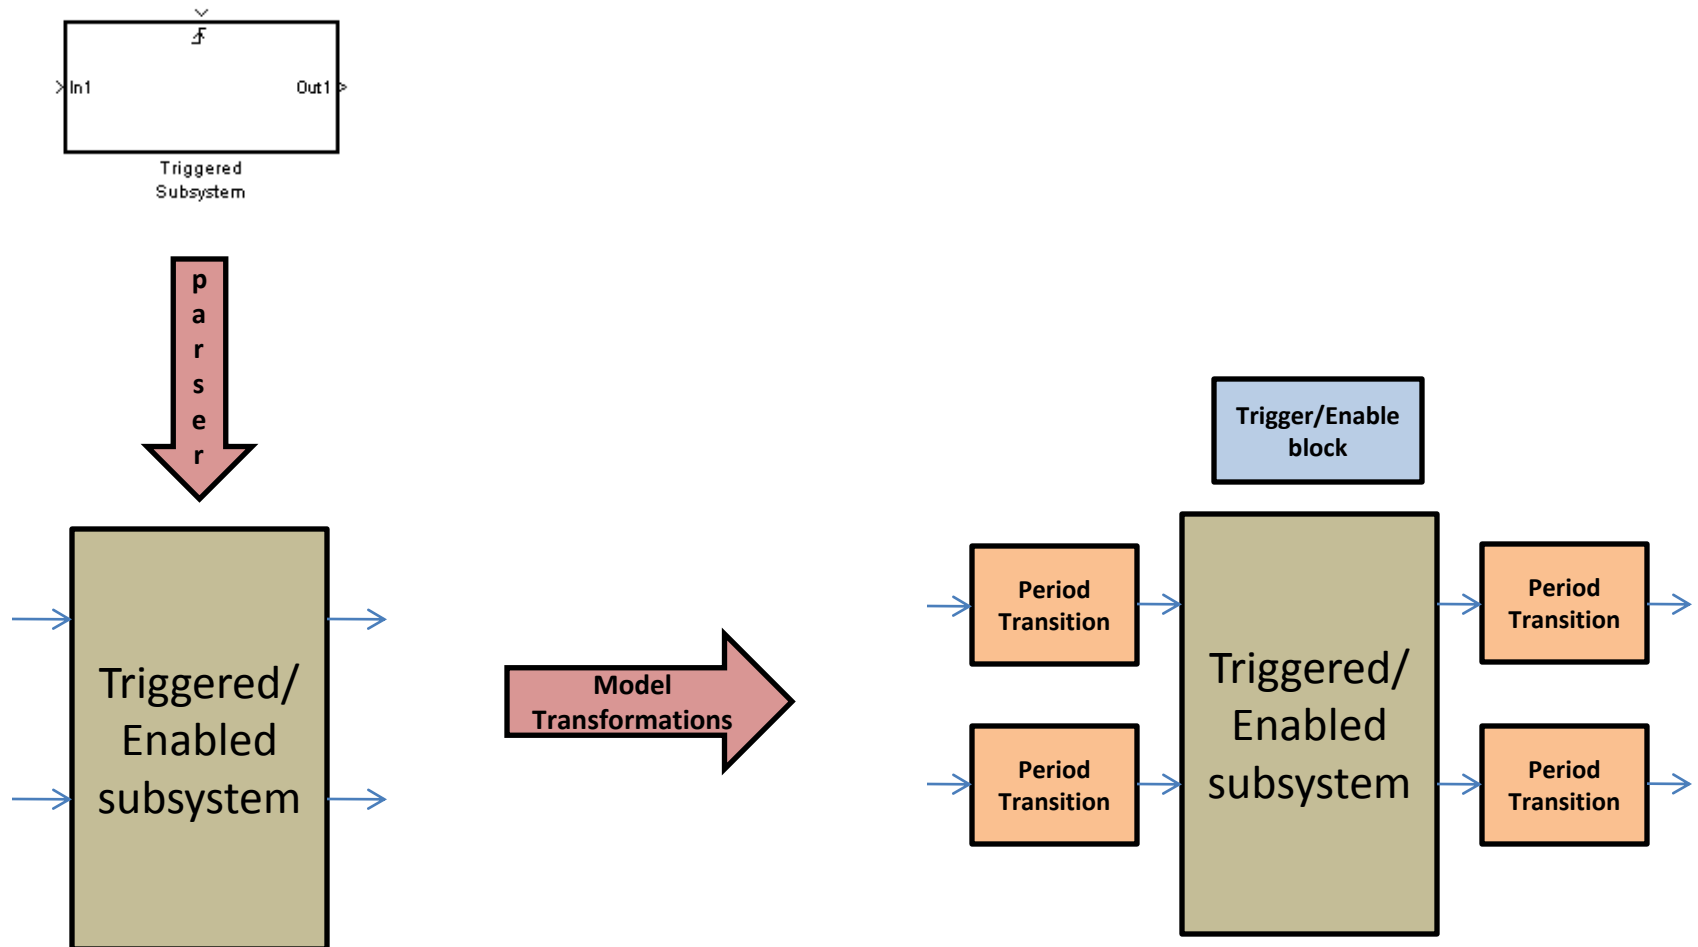 In1
Out1
Triggered
Subsystem
p
a
r
s
e
r
Triggered/
Enabled
subsystem
Model
Transformations
Trigger/Enable
block
Period
Transition
Period
Transition
Triggered/
Enabled
subsystem
Period
Transition
Period
Transition